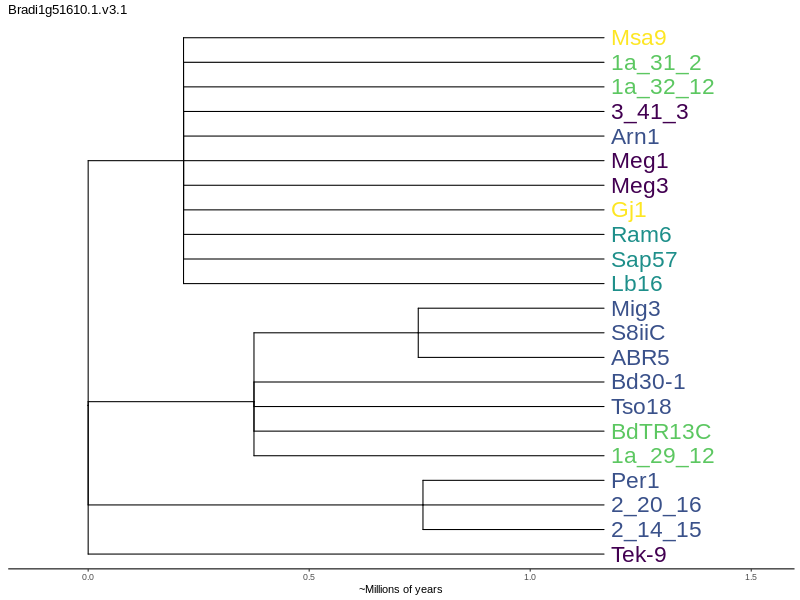 Bradi1g51610.1.v3.1
Msa9
1a_31_2
1a_32_12
3_41_3
Arn1
Meg1
Meg3
Gj1
Ram6
Sap57
Lb16
Mig3
S8iiC
ABR5
Bd30-1
Tso18
BdTR13C
1a_29_12
Per1
2_20_16
2_14_15
Tek-9
0.0 0.5 1.0 1.5
~Millions of years